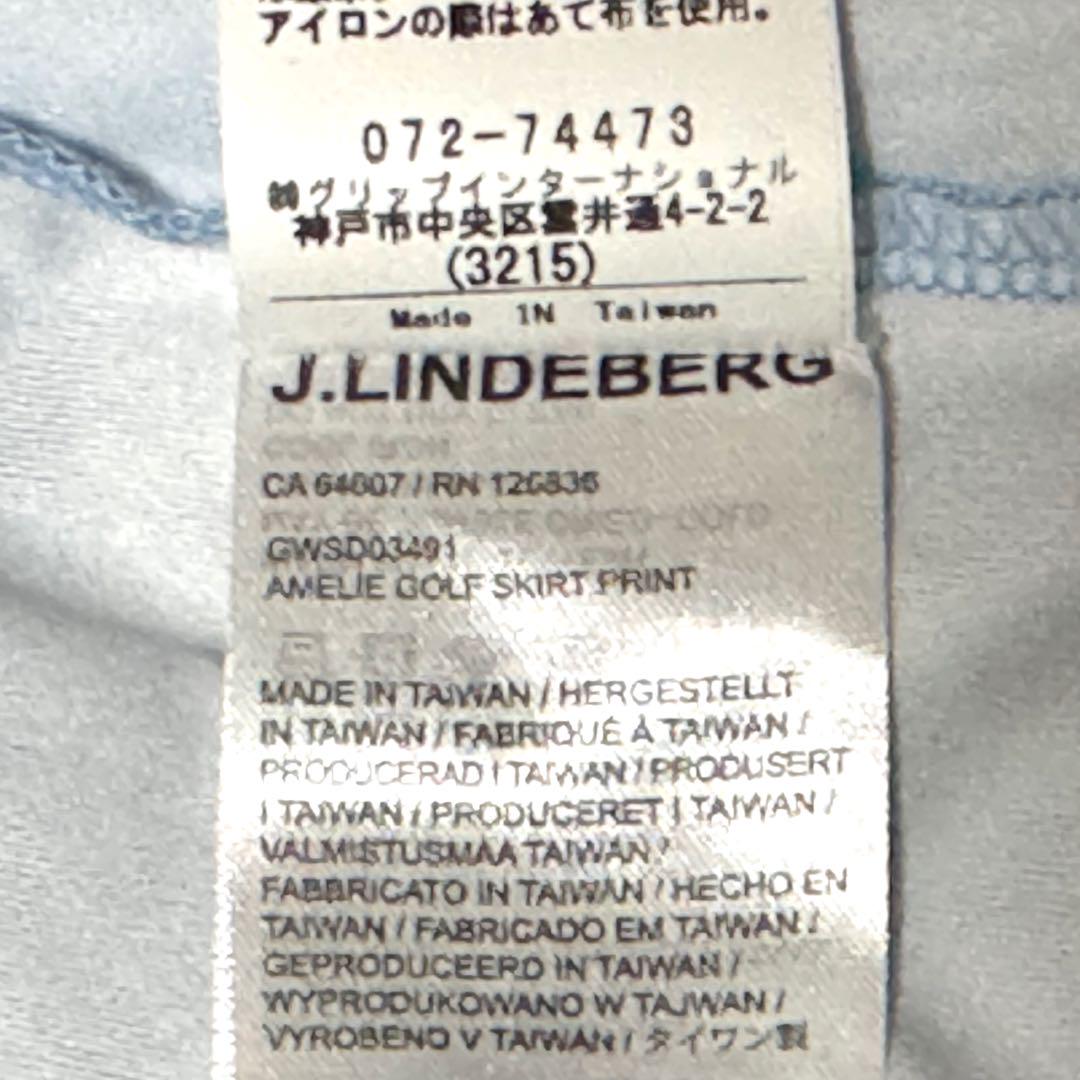 アイロンの際はあて布を使用。
072-74473
㈱グリップインターナショナル
神戸市中央区雲井通4-2-2
(3215)
Made IN Taiwan
J.LINDEBERG
CA 64607 / RN 126835
GWSD03491
AMELIE GOLF SKIRT PRINT
MADE IN TAIWAN / HERGESTELLT
IN TAIWAN / FABRIQUÉ À TAIWAN /
PRODUCERAD I TAIWAN / PRODUSERT
I TAIWAN / PRODUCERET I TAIWAN /
VALMISTUSMAA TAIWAN /
FABBRICATO IN TAIWAN / HECHO EN
TAIWAN / FABRICADO EM TAIWAN /
GEPRODUCEERD IN TAIWAN /
WYPRODUKOWANO W TAJWAN /
VYROBENO V TAIWAN / タイワン製